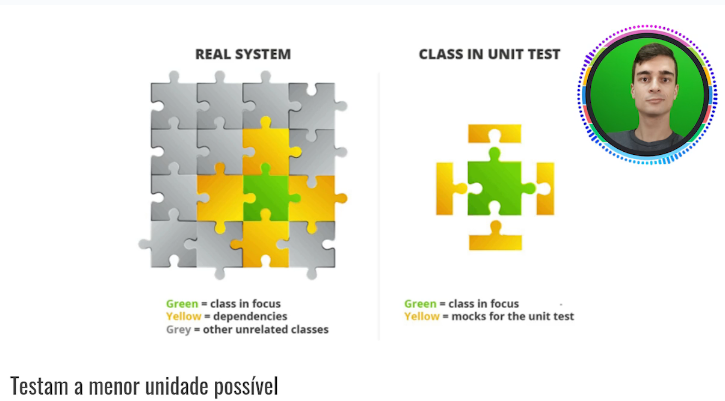 REAL SYSTEM
CLASS IN UNIT TEST
Green = class in focus
Yellow = dependencies
Grey = other unrelated classes
Green = class in focus
Yellow = mocks for the unit test
Testam a menor unidade possível